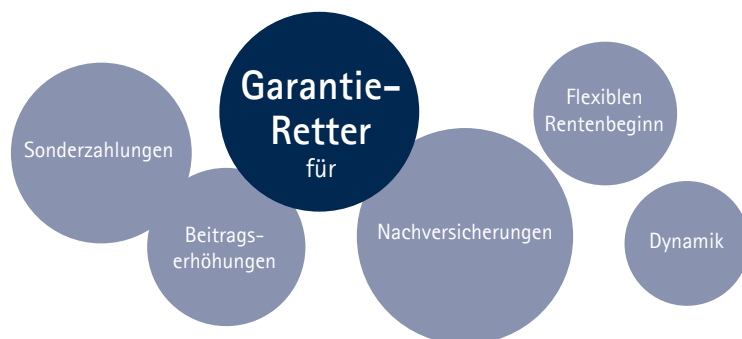 Garantie-
Retter
für
Sonderzahlungen
Beitrags-
erhöhungen
Nachversicherungen
Flexiblen
Rentenbeginn
Dynamik